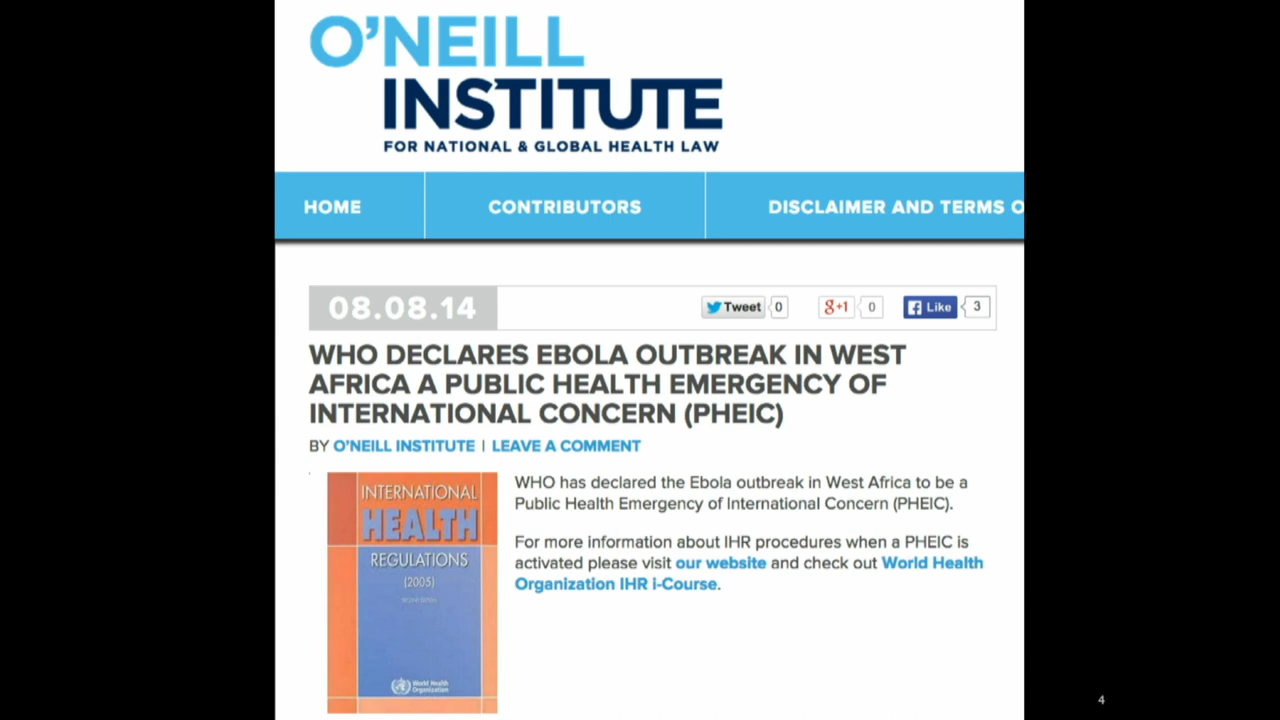 O'NEILL
INSTITUTE
FOR NATIONAL & GLOBAL HEALTH LAW
HOME CONTRIBUTORS DISCLAIMER AND TERMS O
08.08.14 Tweet 0 g+1 0 Like 3
WHO DECLARES EBOLA OUTBREAK IN WEST
AFRICA A PUBLIC HEALTH EMERGENCY OF
INTERNATIONAL CONCERN (PHEIC)
BY O'NEILL INSTITUTE | LEAVE A COMMENT
INTERNATIONAL
HEALTH
REGULATIONS
(2005)
SECOND EDITION
World Health
Organization
WHO has declared the Ebola outbreak in West Africa to be a
Public Health Emergency of International Concern (PHEIC).
For more information about IHR procedures when a PHEIC is
activated please visit our website and check out World Health
Organization IHR i-Course.
4